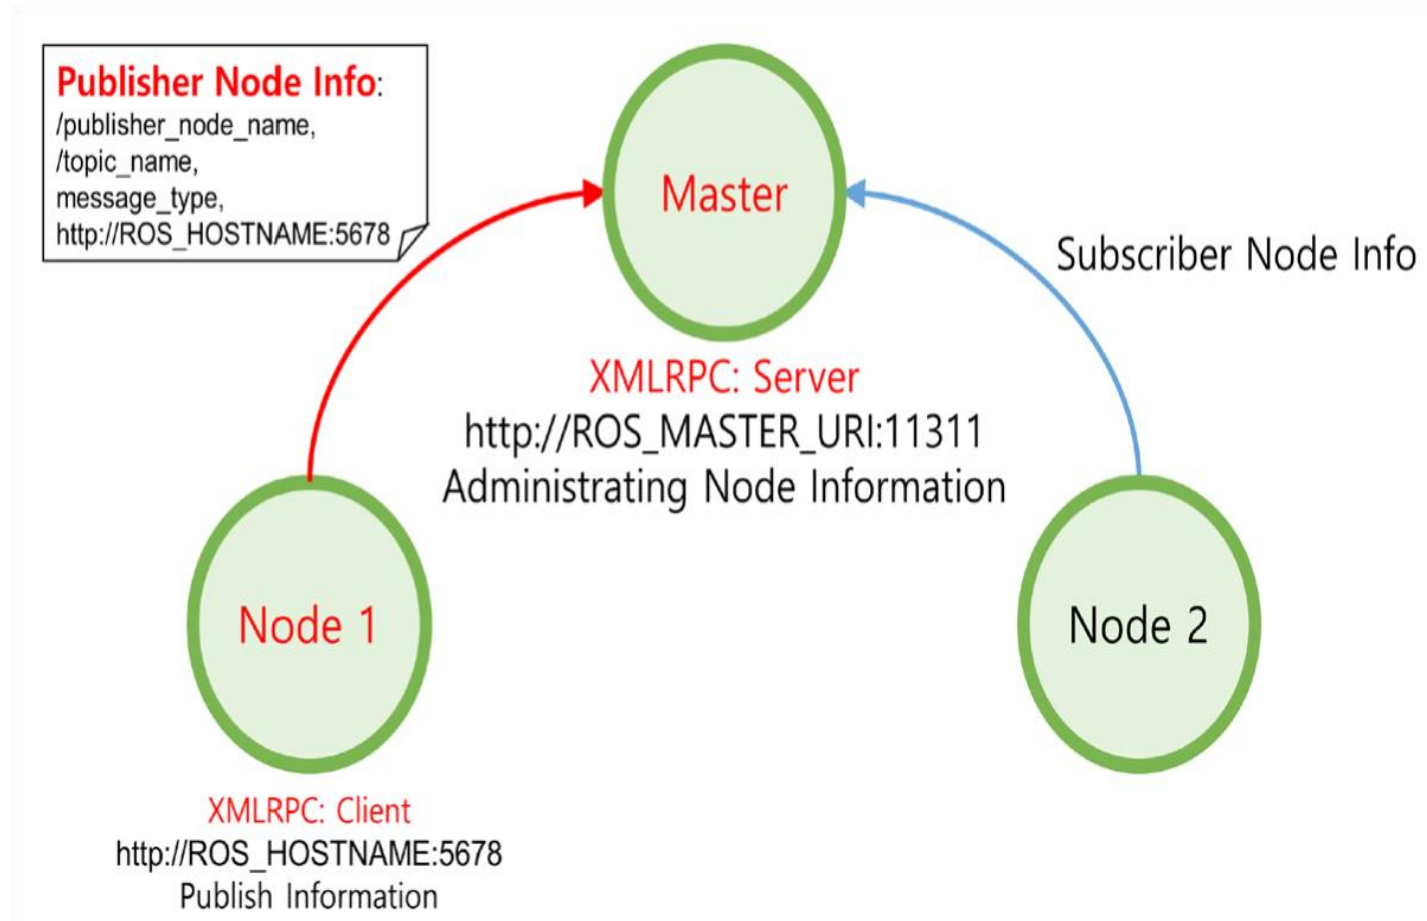 Publisher Node Info:
/publisher_node_name,
/topic_name,
message_type,
http://ROS_HOSTNAME:5678
Master
Subscriber Node Info
XMLRPC: Server
http://ROS_MASTER_URI:11311
Administrating Node Information
Node 1
Node 2
XMLRPC: Client
http://ROS_HOSTNAME:5678
Publish Information